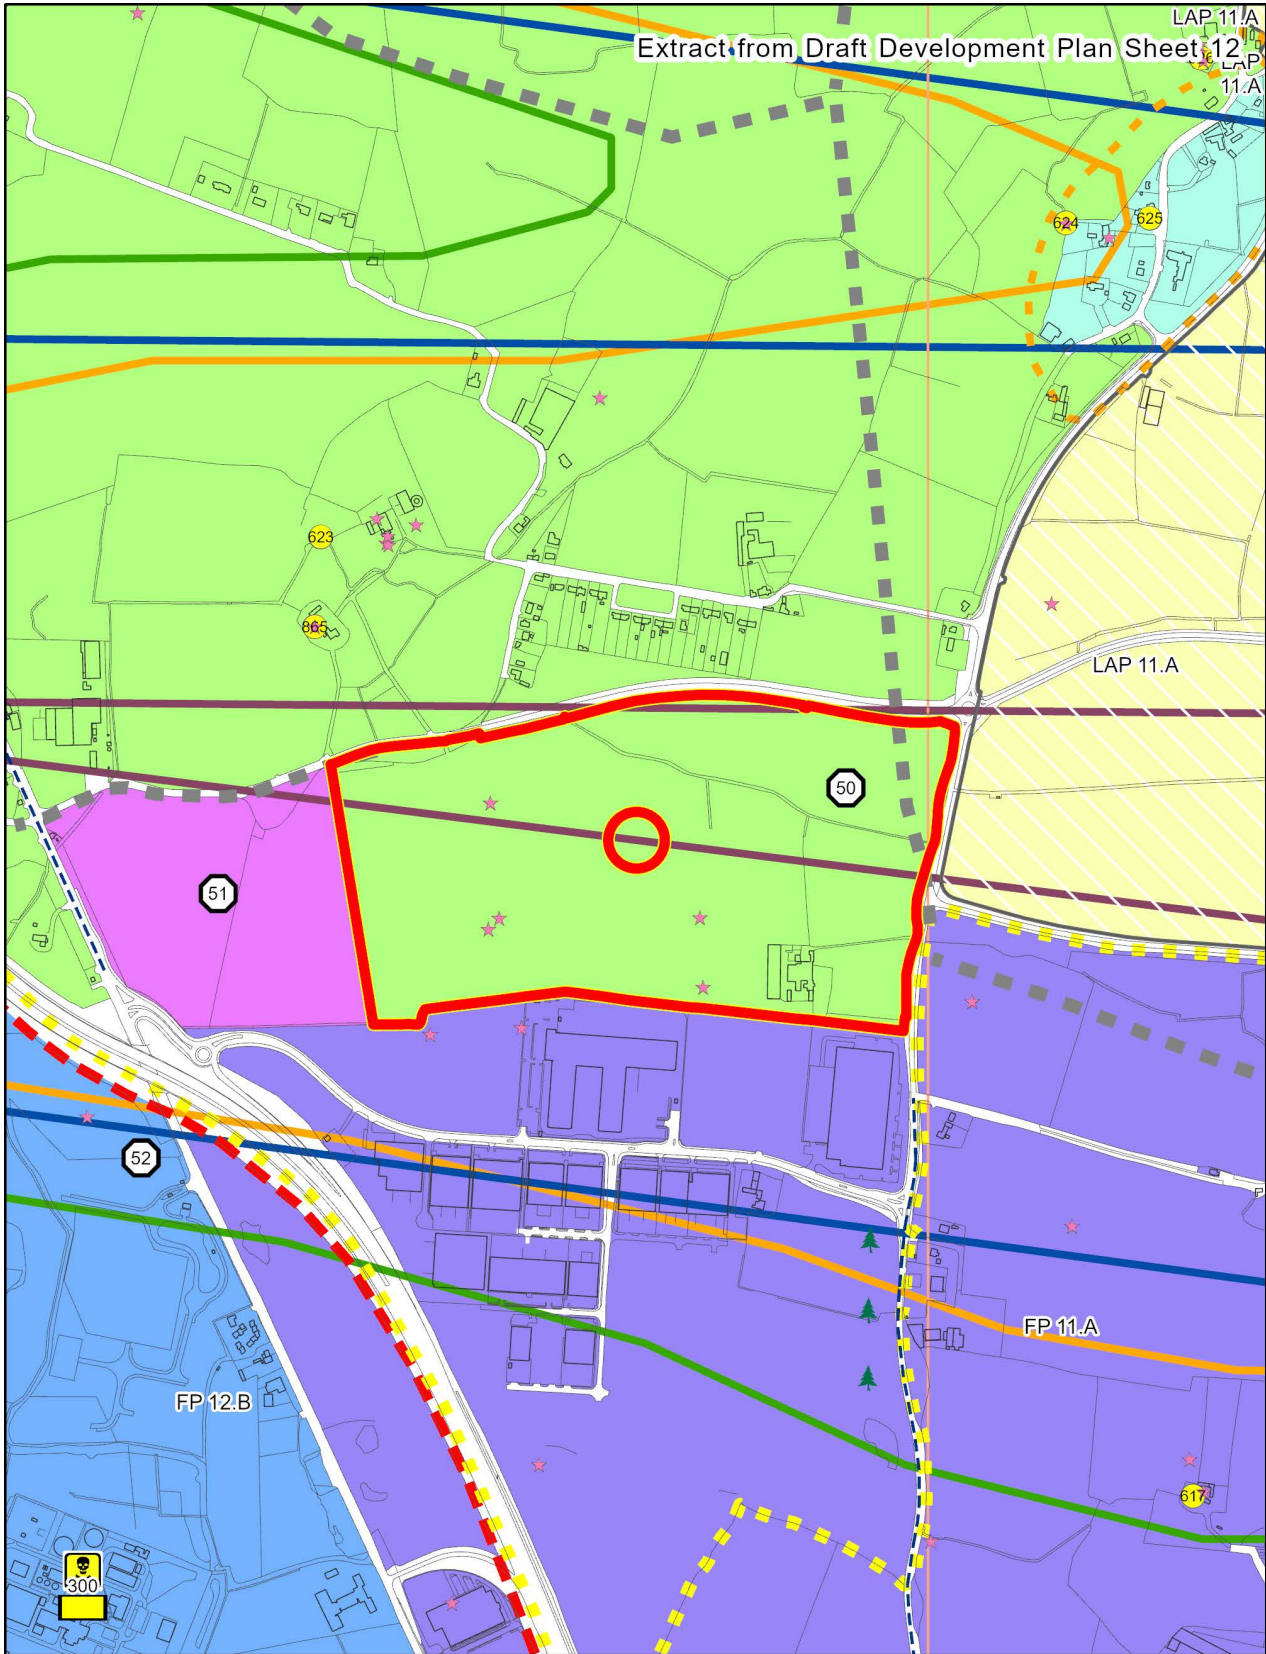 LAP 11.A
Extract from Draft Development Plan Sheet 12
LAP
11.A
624
625
623
865
LAP 11.A
50
51
52
FP 11.A
FP 12.B
617
300